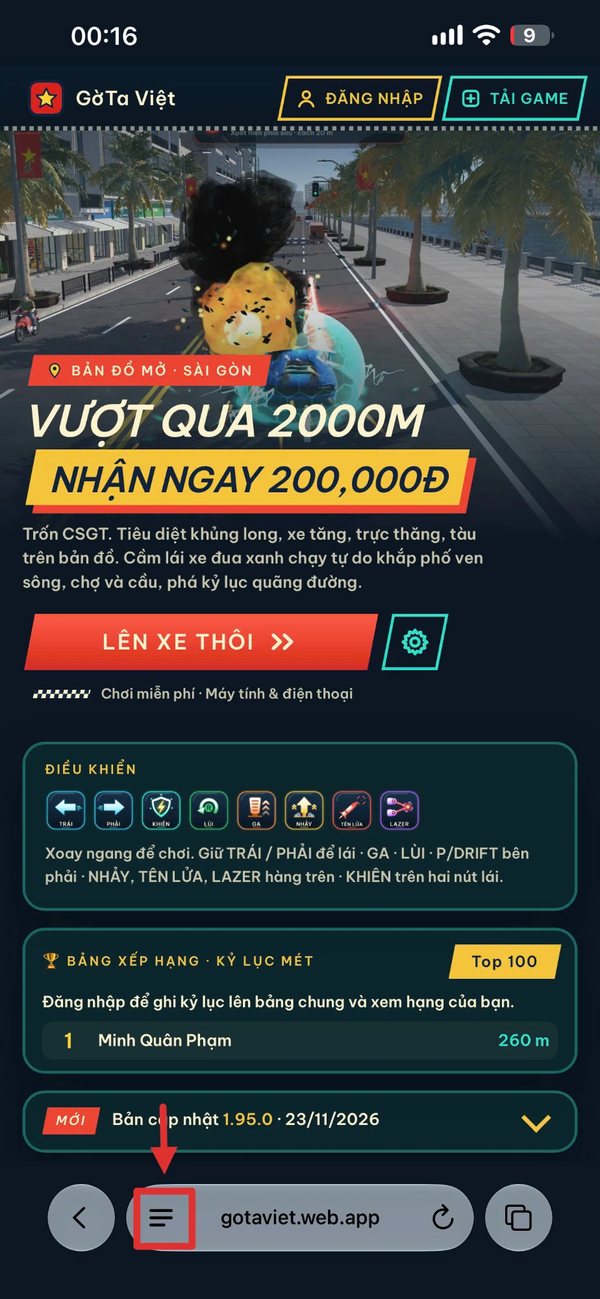 00:16
9
GờTa Việt
ĐĂNG NHẬP
TẢI GAME
BẢN ĐỒ MỞ · SÀI GÒN
VƯỢT QUA 2000M
NHẬN NGAY 200,000Đ
Trốn CSGT. Tiêu diệt khủng long, xe tăng, trực thăng, tàu
trên bản đồ. Cầm lái xe đua xanh chạy tự do khắp phố ven
sông, chợ và cầu, phá kỷ lục quãng đường.
LÊN XE THÔI
Chơi miễn phí · Máy tính & điện thoại
ĐIỀU KHIỂN
TRÁI PHẢI KHIÊN LÙI GA NHẢY TÊN LỬA LAZER
Xoay ngang để chơi. Giữ TRÁI / PHẢI để lái · GA · LÙI · P/DRIFT bên
phải · NHẢY, TÊN LỬA, LAZER hàng trên · KHIÊN trên hai nút lái.
BẢNG XẾP HẠNG · KỶ LỤC MÉT
Top 100
Đăng nhập để ghi kỷ lục lên bảng chung và xem hạng của bạn.
1 Minh Quân Phạm 260 m
MỚI Bản cập nhật 1.95.0 · 23/11/2026
gotaviet.web.app